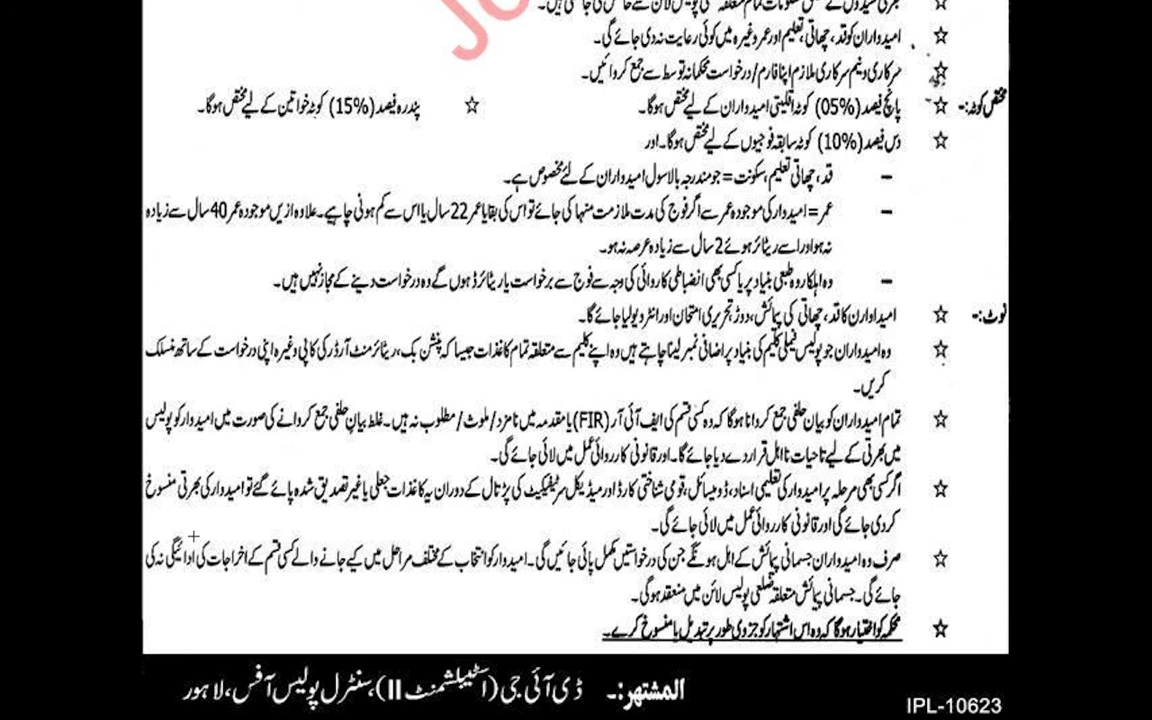 امیدواران کو قد، چھاتی، تعلیم اور عمر وغیرہ میں کوئی رعایت نہ دی جائے گی۔
سرکاری و نیم سرکاری ملازم اپنا فارم/درخواست محکمانہ توسط سے جمع کروائیں۔
مختص کوٹہ:- ☆ پانچ فیصد (05%) کوٹہ اقلیتی امیدواران کے لیے مختص ہوگا۔ ☆ پندرہ فیصد (15%) کوٹہ خواتین کے لیے مختص ہوگا۔
☆ دس فیصد (10%) کوٹہ سابقہ فوجیوں کے لیے مختص ہوگا۔ اور
– قد، چھاتی تعلیم، سکونت = جو مندرجہ بالا سول امیدواران کے لئے مخصوص ہے۔
– عمر = امیدوار کی موجودہ عمر سے اگر فوج کی مدت ملازمت منہا کی جائے تو اس کی بقایا عمر 22 سال یا اس سے کم ہونی چاہیے۔ علاوہ ازیں موجودہ عمر 40 سال سے زیادہ
نہ ہو اور اسے ریٹائر ہوئے 2 سال سے زیادہ عرصہ نہ ہو۔
– وہ اہلکار وہ طبعی بنیاد پر یا کسی بھی انضباطی کاروائی کی وجہ سے فوج سے برخواست یا ریٹائرڈ ہوں گے وہ درخواست دینے کے مجاز نہیں ہیں۔
نوٹ:- ☆ امیداوارن کا قد، چھاتی کی پیمائش، دوڑ، تحریری امتحان اور انٹرویو لیا جائے گا۔
☆ وہ امیدواران جو پولیس فیملی کلیم کی بنیاد پر اضافی نمبر لینا چاہتے ہیں وہ اپنے کلیم سے متعلقہ تمام کاغذات جیسا کہ پنشن بک، ریٹائرمنٹ آرڈر کی کاپی وغیرہ اپنی درخواست کے ساتھ منسلک
کریں۔
☆ تمام امیدواران کو بیان حلفی جمع کروانا ہوگا کہ وہ کسی قسم کی ایف آئی آر (FIR) یا مقدمہ میں نامزد/ملوث/مطلوب نہ ہیں۔ غلط بیان حلفی جمع کروانے کی صورت میں امیدوار کو پولیس
میں بھرتی کے لیے تاحیات نااہل قرار دے دیا جائے گا۔ اور قانونی کارروائی عمل میں لائی جائے گی۔
☆ اگر کسی بھی مرحلہ پر امیدوار کی تعلیمی اسناد، ڈومیسائل، قومی شناختی کارڈ اور میڈیکل سرٹیفکیٹ کی پڑتال کے دوران یہ کاغذات جعلی یا غیر تصدیق شدہ پائے گئے تو امیدوار کی بھرتی منسوخ
کردی جائے گی اور قانونی کارروائی عمل میں لائی جائے گی۔
☆ صرف وہ امیدواران جسمانی پیمائش کے اہل ہونگے جن کی درخواستیں مکمل پائی جائیں گی۔ امیدوار کو انتخاب کے مختلف مراحل میں کیے جانے والے کسی قسم کے اخراجات کی ادائیگی نہ کی
جائے گی۔ جسمانی پیمائش متعلقہ ضلعی پولیس لائن میں منعقد ہوگی۔
☆ محکمہ کو اختیار ہوگا کہ وہ اس اشتہار کو جزوی طور پر تبدیل یا منسوخ کرے۔
المشتہر:۔ ڈی آئی جی (اسٹیبلشمنٹ II)، سنٹرل پولیس آفس، لاہور
IPL-10623